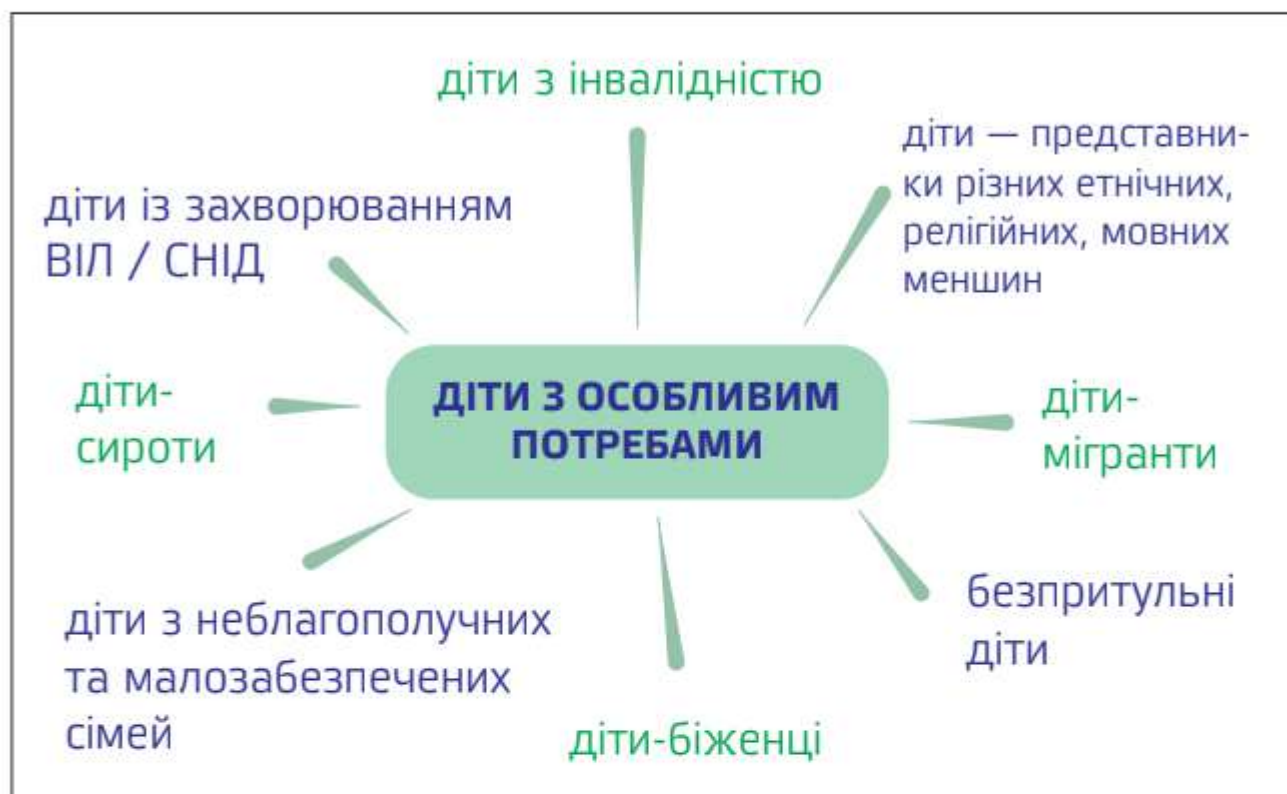 діти з інвалідністю
діти — представни-
ки різних етнічних,
релігійних, мовних
меншин
діти із захворюванням
ВІЛ / СНІД
ДІТИ З ОСОБЛИВИМ
ПОТРЕБАМИ
діти-
сироти
діти-
мігранти
діти з неблагополучних
та малозабезпечених
сімей
безпритульні
діти
діти-біженці